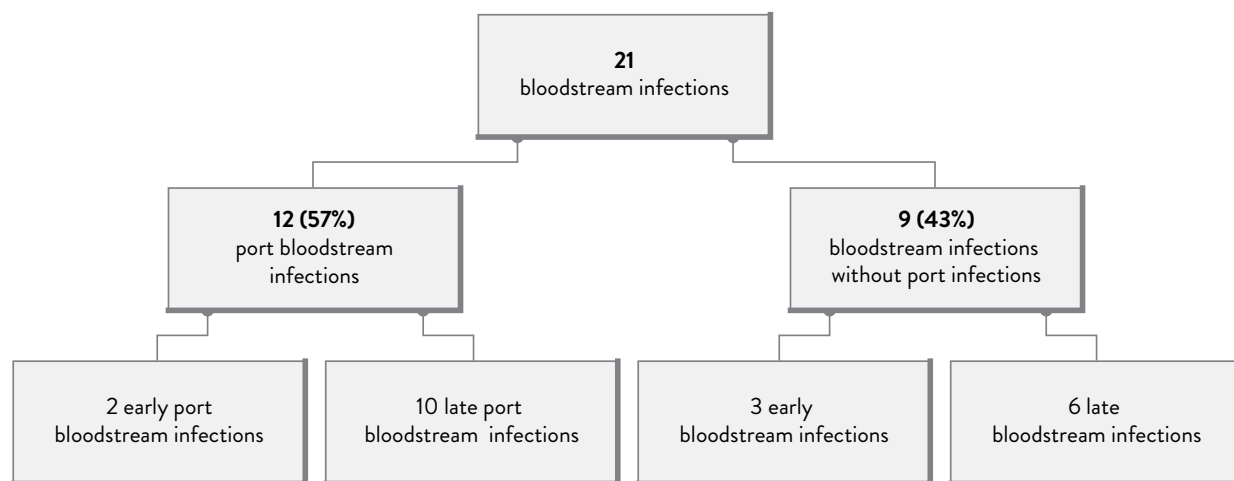 21
bloodstream infections
12 (57%)
port bloodstream
infections
9 (43%)
bloodstream infections
without port infections
2 early port
bloodstream infections
10 late port
bloodstream  infections
3 early
bloodstream infections
6 late
bloodstream infections